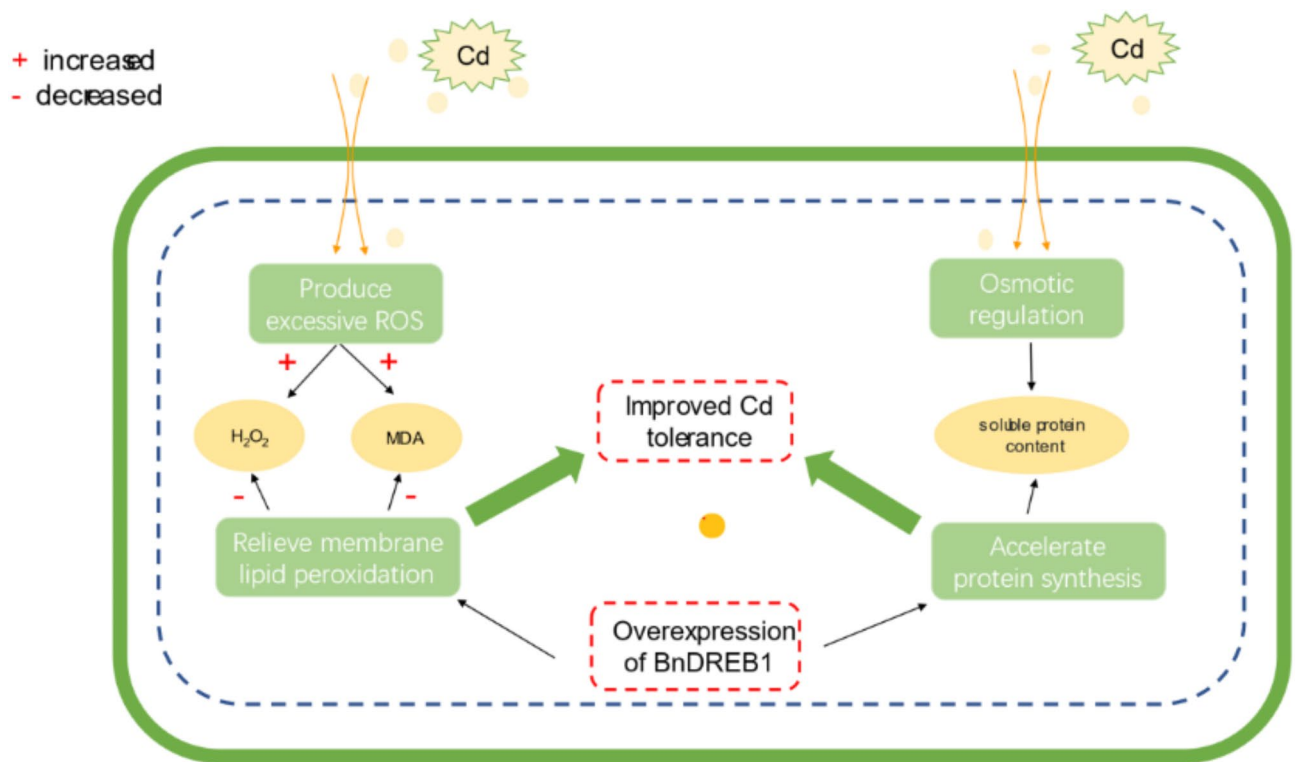 Cd
Cd
+ increased
- decreased
Produce
excessive ROS
Osmotic
regulation
+ +
H₂O₂
MDA
Improved Cd
tolerance
soluble protein
content
- -
Relieve membrane
lipid peroxidation
Accelerate
protein synthesis
Overexpression
of BnDREB1